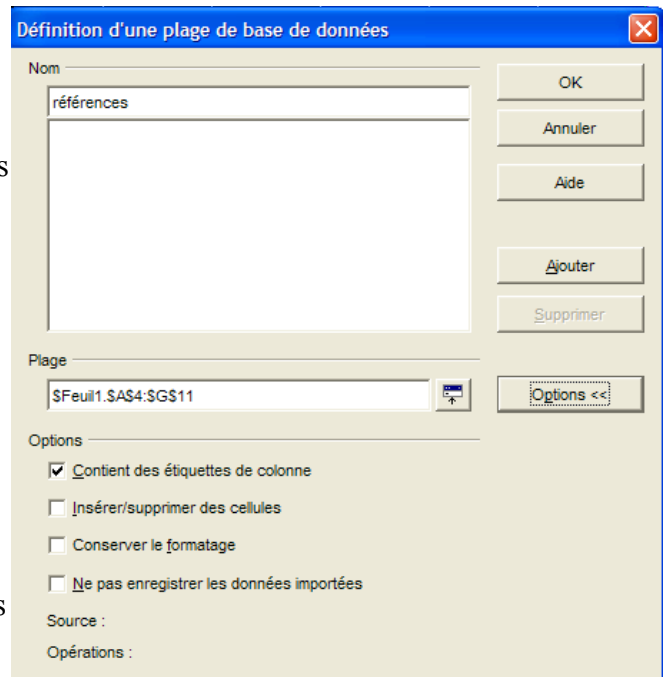 Définition d'une plage de base de données
Nom
références
OK
Annuler
s
Aide
Ajouter
Supprimer
Plage
$Feuil1.$A$4:$G$11
Options <<
Options
Contient des étiquettes de colonne
Insérer/supprimer des cellules
Conserver le formatage
Ne pas enregistrer les données importées
s
Source :
Opérations :